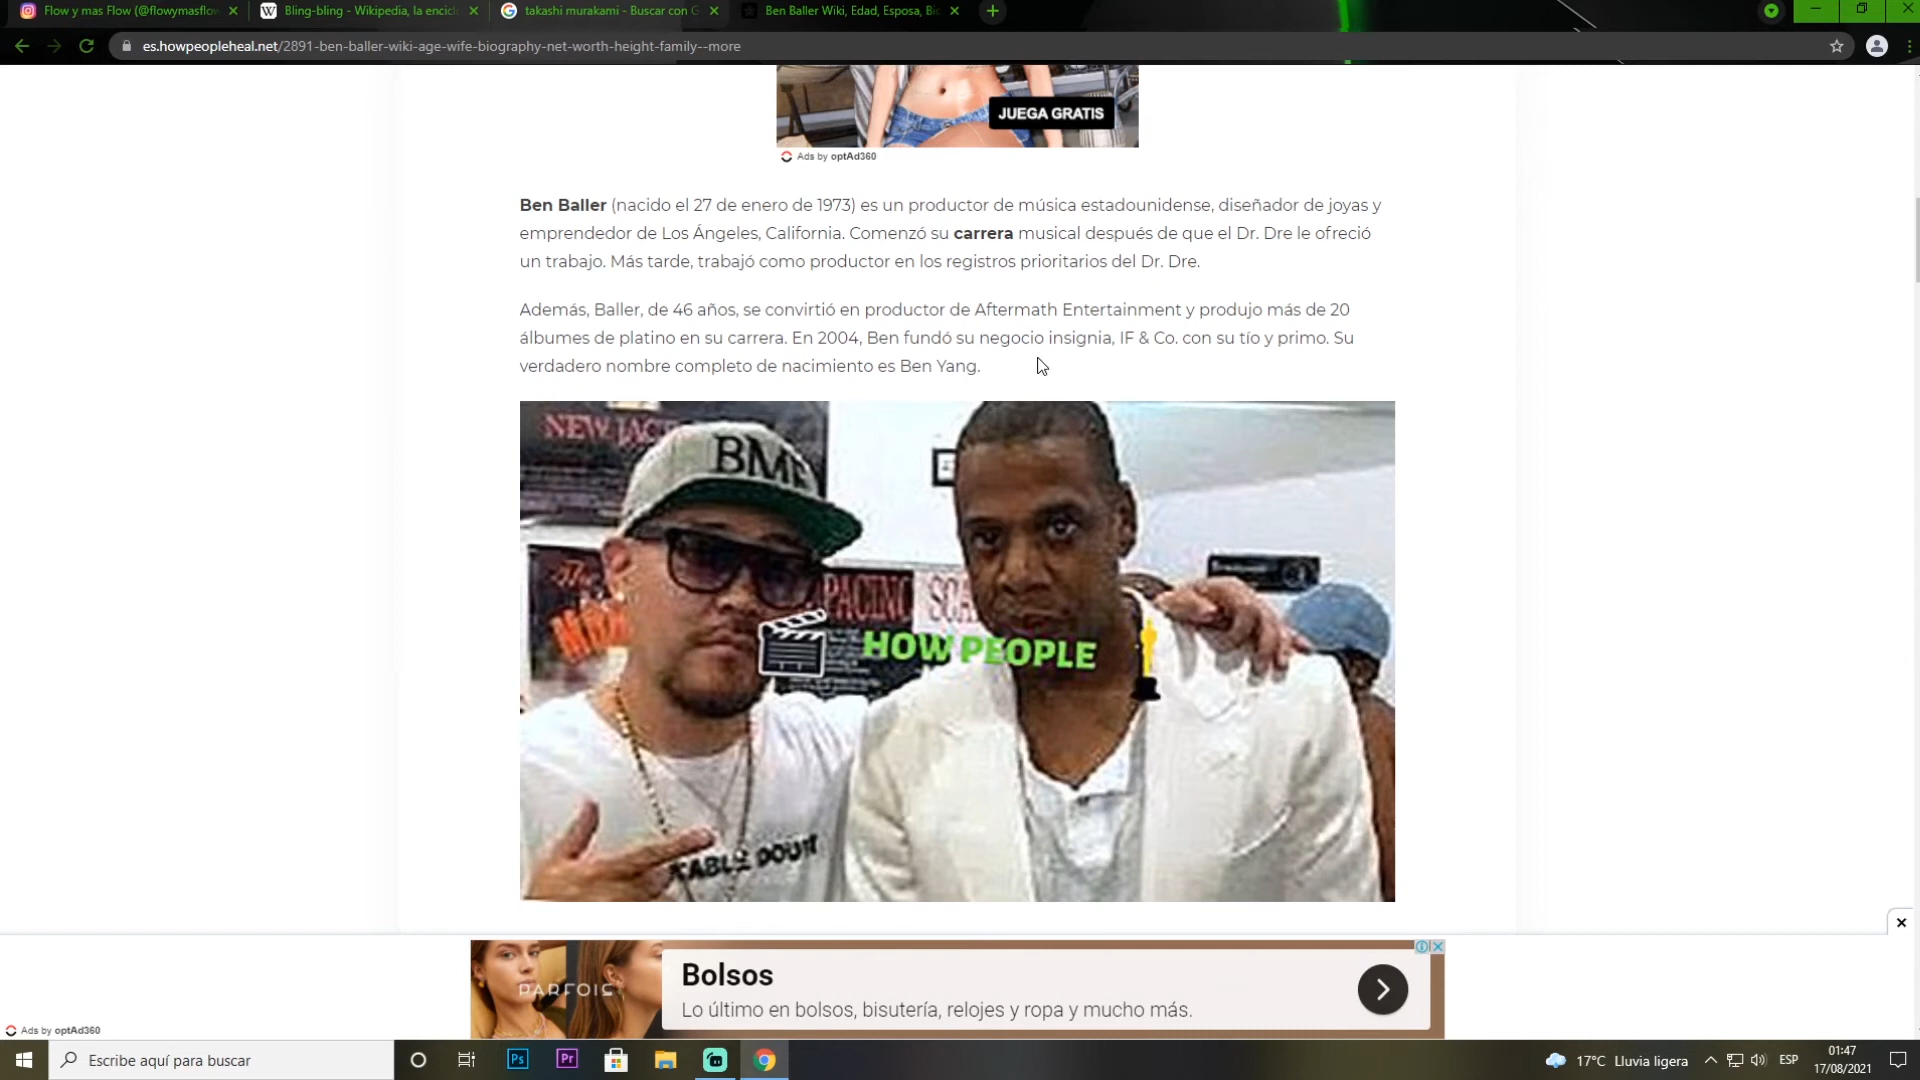 Flow y mas Flow (@flowymasflow
Bling-bling - Wikipedia, la encicl
takashi murakami - Buscar con G
Ben Baller Wiki, Edad, Esposa, Bi
es.howpeopleheal.net/2891-ben-baller-wiki-age-wife-biography-net-worth-height-family--more
JUEGA GRATIS
Ads by optAd360
Ben Baller (nacido el 27 de enero de 1973) es un productor de música estadounidense, diseñador de joyas y
emprendedor de Los Ángeles, California. Comenzó su carrera musical después de que el Dr. Dre le ofreció
un trabajo. Más tarde, trabajó como productor en los registros prioritarios del Dr. Dre.
Además, Baller, de 46 años, se convirtió en productor de Aftermath Entertainment y produjo más de 20
álbumes de platino en su carrera. En 2004, Ben fundó su negocio insignia, IF & Co. con su tío y primo. Su
verdadero nombre completo de nacimiento es Ben Yang.
NEW JAC
BMF
PACINO SCA
HOW PEOPLE
Bolsos
PARFOIS
Lo último en bolsos, bisutería, relojes y ropa y mucho más.
Ads by optAd360
Escribe aquí para buscar
Ps
Pr
17°C Lluvia ligera
ESP
01:47
17/08/2021